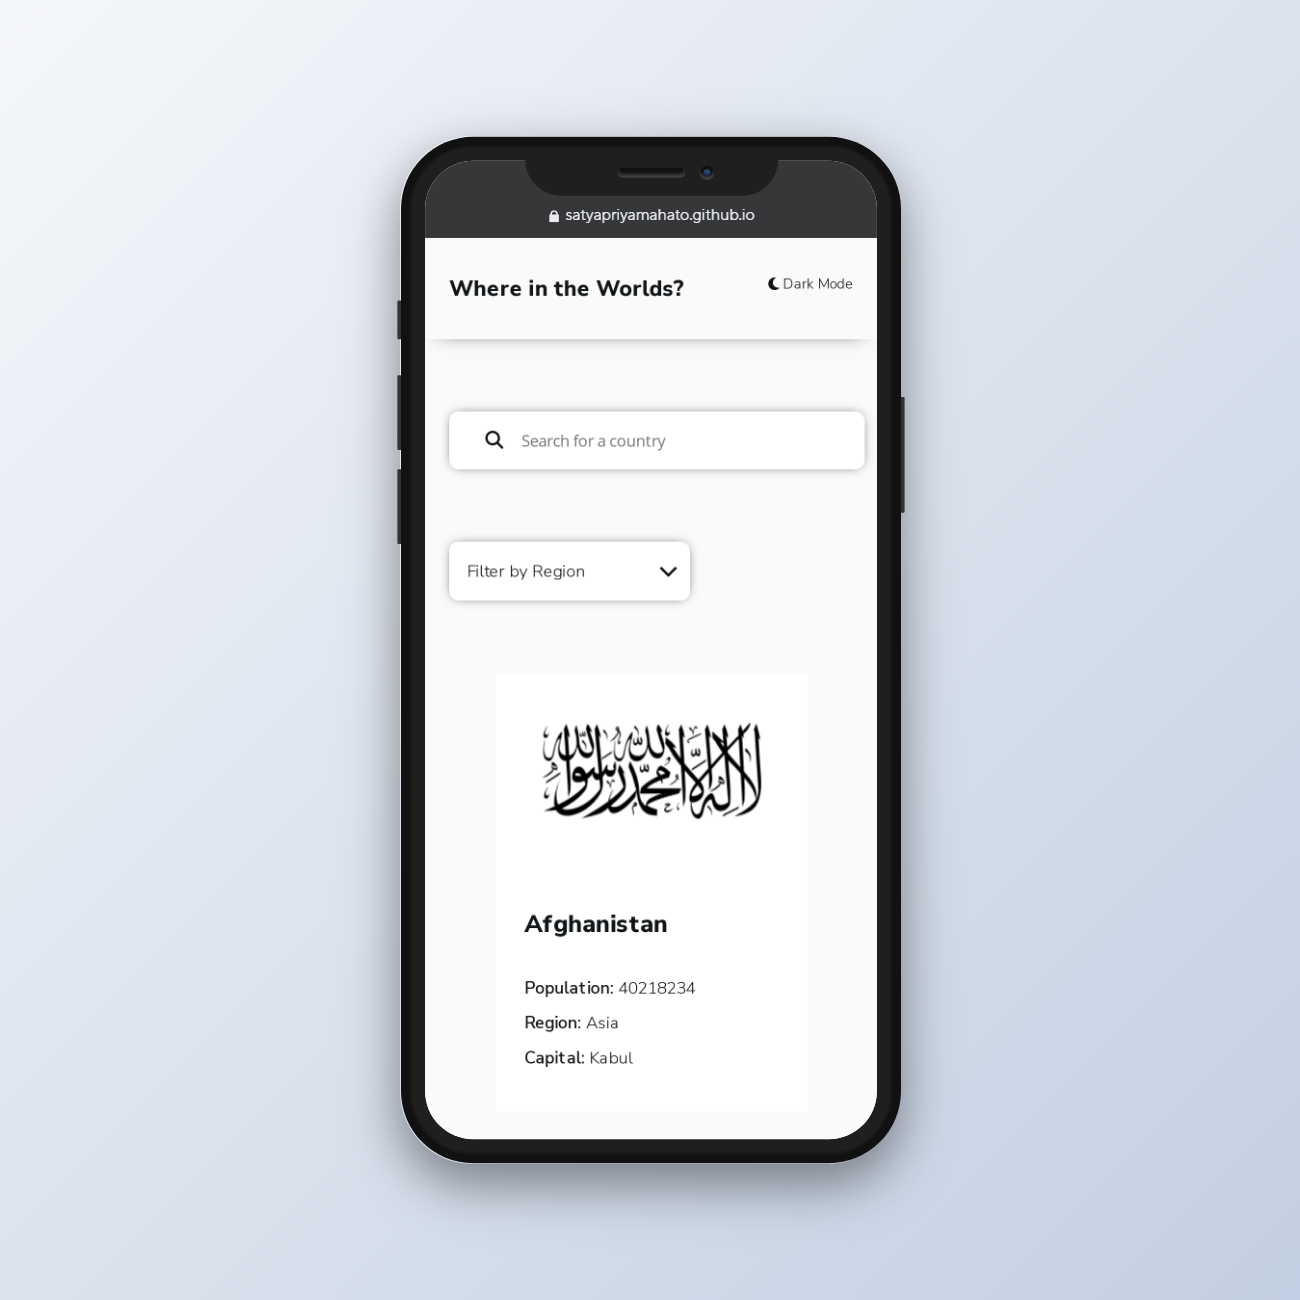 satyapriyamahato.github.io
Where in the Worlds?
Dark Mode
Search for a country
Filter by Region
لا إله إلا الله محمد رسول الله
Afghanistan
Population: 40218234
Region: Asia
Capital: Kabul